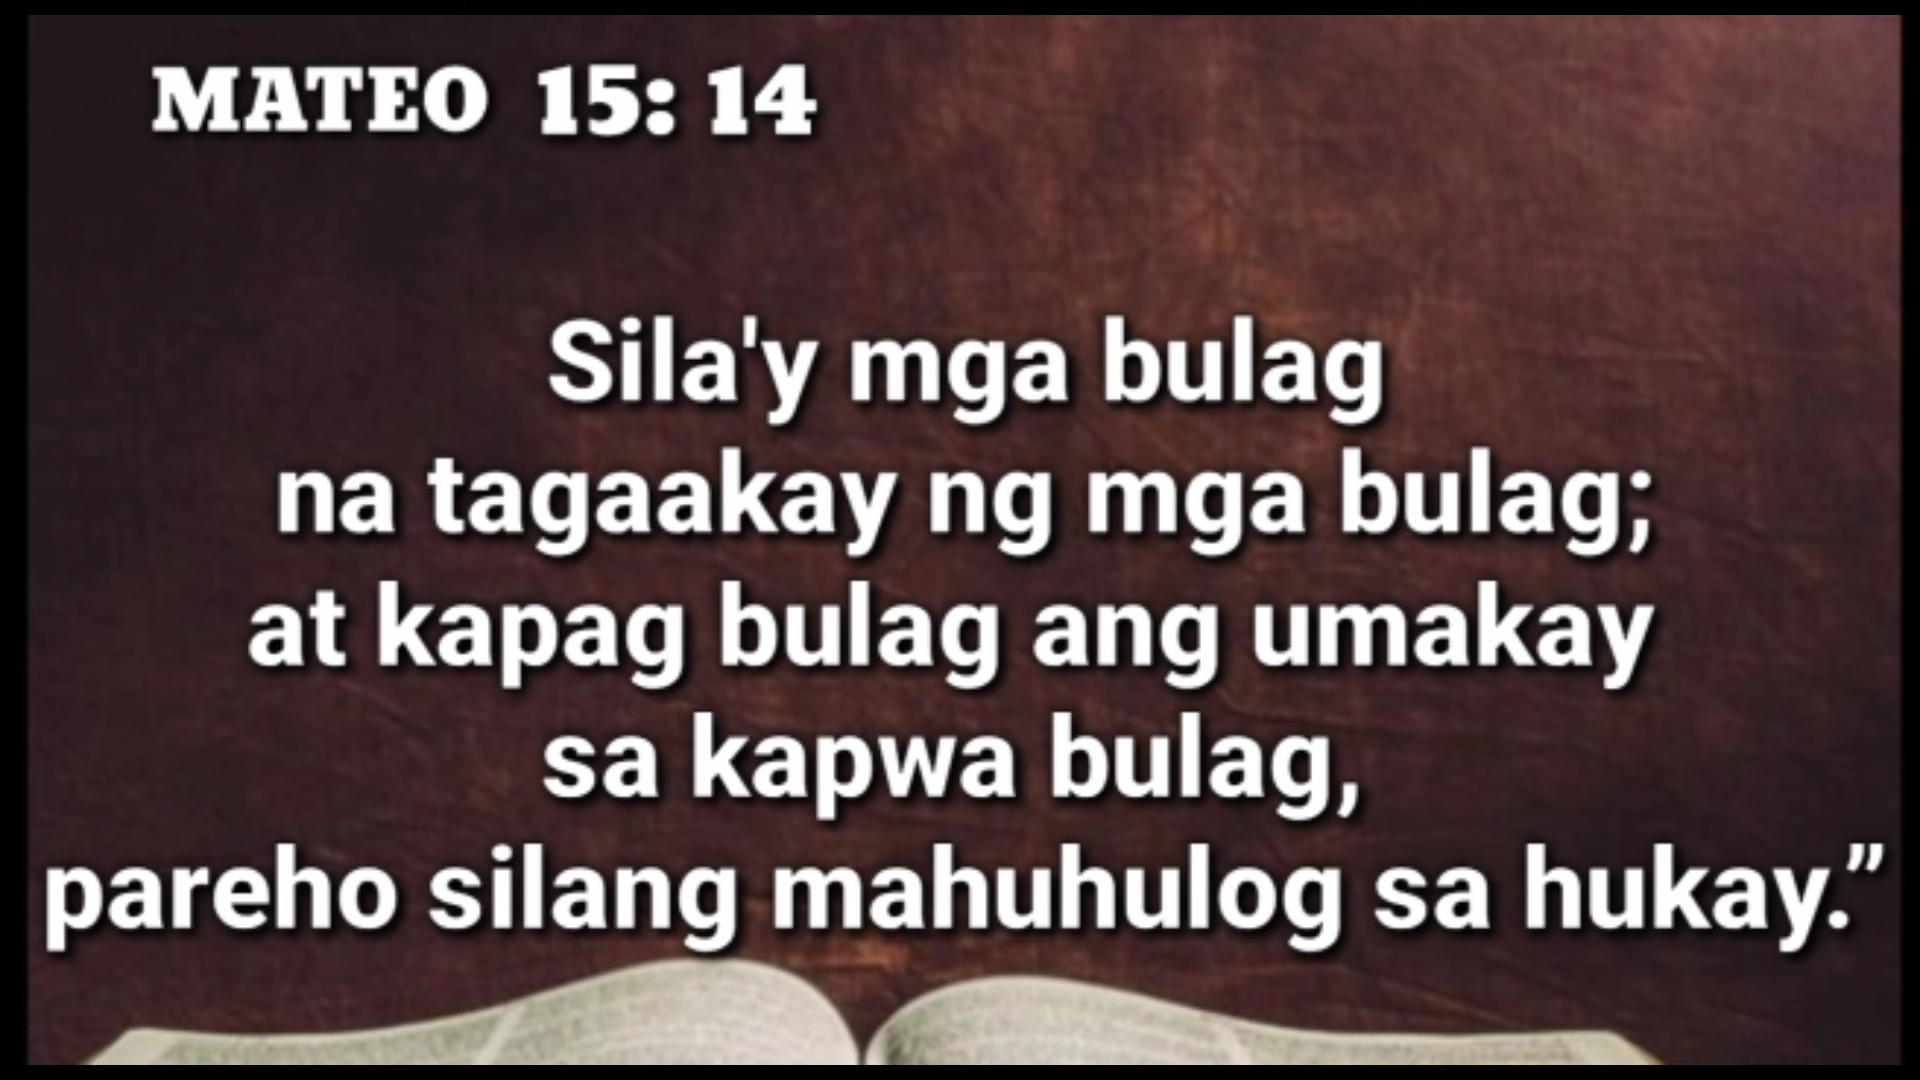 MATEO 15: 14
Sila'y mga bulag
na tagaakay ng mga bulag;
at kapag bulag ang umakay
sa kapwa bulag,
pareho silang mahuhulog sa hukay.”